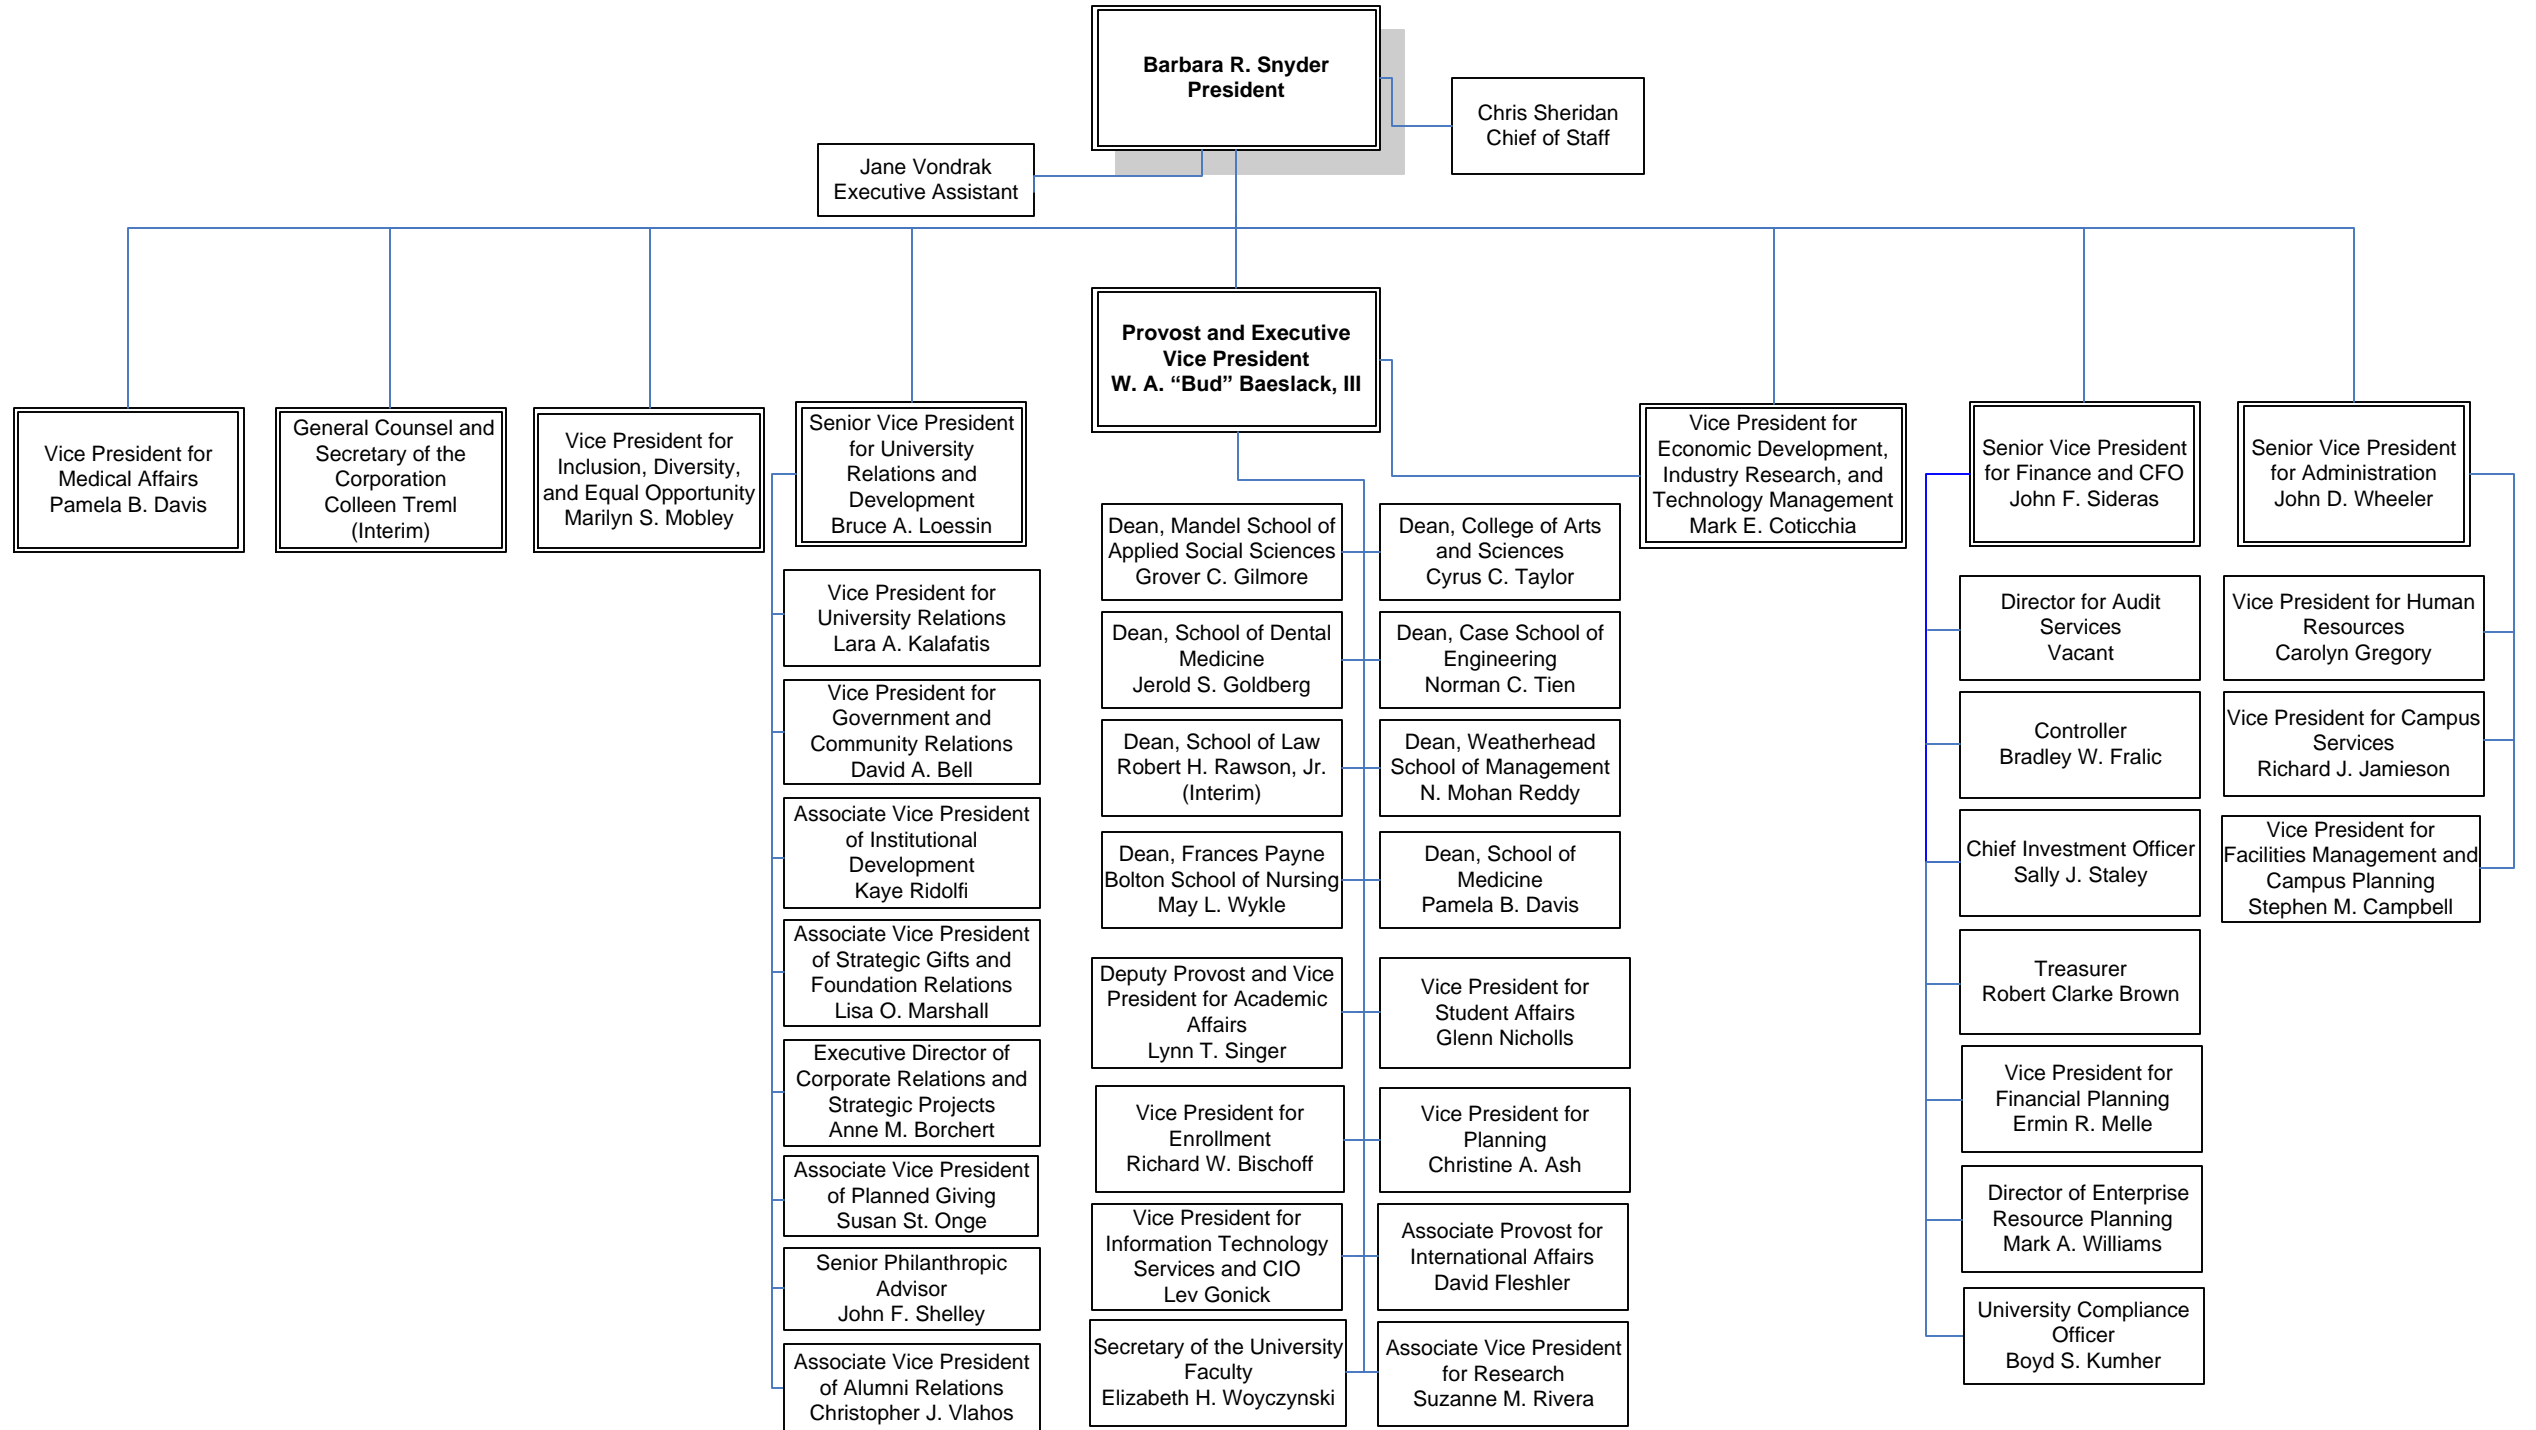 Barbara R. Snyder
President
Chris Sheridan
Chief of Staff
Jane Vondrak
Executive Assistant
Provost and Executive
Vice President
W. A. “Bud” Baeslack, III
Vice President for
Medical Affairs
Pamela B. Davis
General Counsel and
Secretary of the
Corporation
Colleen Treml
(Interim)
Vice President for
Inclusion, Diversity,
and Equal Opportunity
Marilyn S. Mobley
Senior Vice President
for University
Relations and
Development
Bruce A. Loessin
Vice President for
Economic Development,
Industry Research, and
Technology Management
Mark E. Coticchia
Senior Vice President
for Finance and CFO
John F. Sideras
Senior Vice President
for Administration
John D. Wheeler
Vice President for
University Relations
Lara A. Kalafatis
Vice President for
Government and
Community Relations
David A. Bell
Associate Vice President
of Institutional
Development
Kaye Ridolfi
Associate Vice President
of Strategic Gifts and
Foundation Relations
Lisa O. Marshall
Executive Director of
Corporate Relations and
Strategic Projects
Anne M. Borchert
Associate Vice President
of Planned Giving
Susan St. Onge
Senior Philanthropic
Advisor
John F. Shelley
Associate Vice President
of Alumni Relations
Christopher J. Vlahos
Dean, Mandel School of
Applied Social Sciences
Grover C. Gilmore
Dean, College of Arts
and Sciences
Cyrus C. Taylor
Dean, School of Dental
Medicine
Jerold S. Goldberg
Dean, Case School of
Engineering
Norman C. Tien
Dean, School of Law
Robert H. Rawson, Jr.
(Interim)
Dean, Weatherhead
School of Management
N. Mohan Reddy
Dean, Frances Payne
Bolton School of Nursing
May L. Wykle
Dean, School of
Medicine
Pamela B. Davis
Deputy Provost and Vice
President for Academic
Affairs
Lynn T. Singer
Vice President for
Student Affairs
Glenn Nicholls
Vice President for
Enrollment
Richard W. Bischoff
Vice President for
Planning
Christine A. Ash
Vice President for
Information Technology
Services and CIO
Lev Gonick
Associate Provost for
International Affairs
David Fleshler
Secretary of the University
Faculty
Elizabeth H. Woyczynski
Associate Vice President
for Research
Suzanne M. Rivera
Director for Audit
Services
Vacant
Controller
Bradley W. Fralic
Chief Investment Officer
Sally J. Staley
Treasurer
Robert Clarke Brown
Vice President for
Financial Planning
Ermin R. Melle
Director of Enterprise
Resource Planning
Mark A. Williams
University Compliance
Officer
Boyd S. Kumher
Vice President for Human
Resources
Carolyn Gregory
Vice President for Campus
Services
Richard J. Jamieson
Vice President for
Facilities Management and
Campus Planning
Stephen M. Campbell